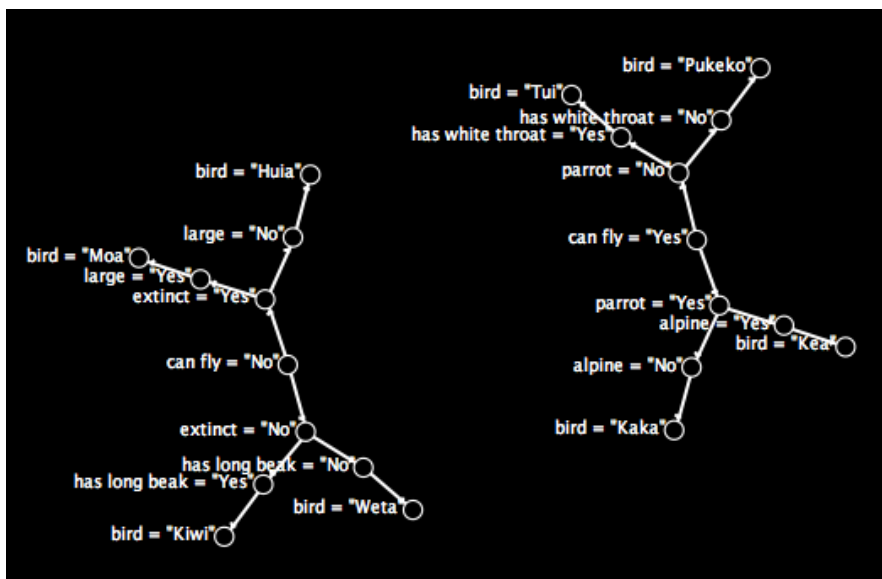 bird = "Pukeko"
bird = "Tui"
has white throat = "No"
has white throat = "Yes"
parrot = "No"
bird = "Huia"
large = "No"
can fly = "Yes"
bird = "Moa"
large = "Yes"
extinct = "Yes"
parrot = "Yes"
alpine = "Yes"
bird = "Kea"
can fly = "No"
alpine = "No"
extinct = "No"
bird = "Kaka"
has long beak = "No"
has long beak = "Yes"
bird = "Weta
bird = "Kiwi"